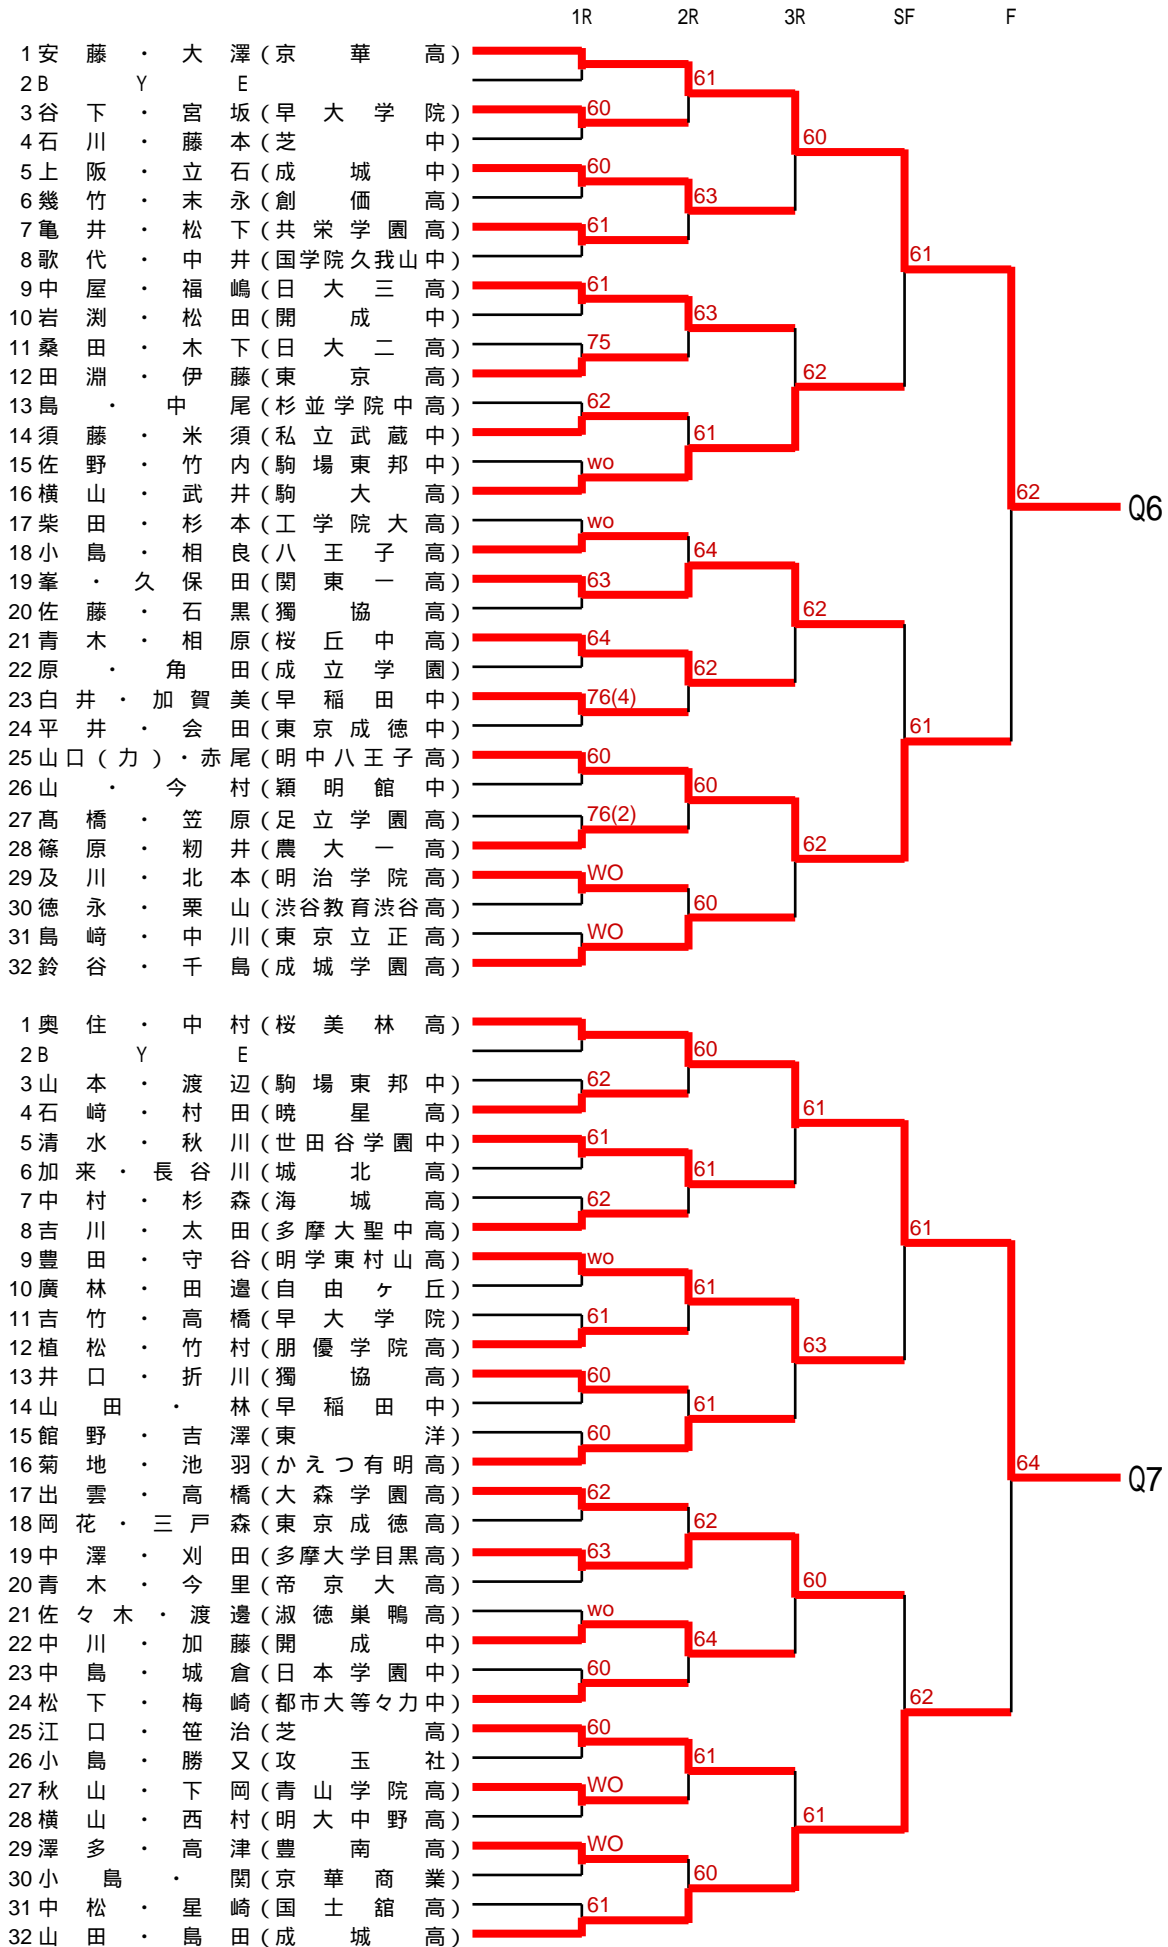 1R 2R 3R SF F
1 安藤・大澤 (京華高)
2 BYE
61
3 谷下・宮坂 (早大学院) 60
4 石川・藤本 (芝中) 60
5 上阪・立石 (成城中) 60
6 幾竹・末永 (創価高) 63
7 亀井・松下 (共栄学園高) 61
8 歌代・中井 (国学院久我山中) 61
9 中屋・福嶋 (日大三高) 61
10 岩渕・松田 (開成中) 63
11 桑田・木下 (日大二高) 75
12 田淵・伊藤 (東京高) 62
13 島・中尾 (杉並学院中高) 62
14 須藤・米須 (私立武蔵中) 61
15 佐野・竹内 (駒場東邦中) wo
16 横山・武井 (駒大高) 62 Q6
17 柴田・杉本 (工学院大高) wo
18 小島・相良 (八王子高) 64
19 峯・久保田 (関東一高) 63
20 佐藤・石黒 (獨協高) 62
21 青木・相原 (桜丘中高) 64
22 原・角田 (成立学園) 62
23 白井・加賀美 (早稲田中) 76(4)
24 平井・会田 (東京成徳中) 61
25 山口(力)・赤尾 (明中八王子高) 60
26 山・今村 (穎明館中) 60
27 髙橋・笠原 (足立学園高) 76(2)
28 篠原・籾井 (農大一高) 62
29 及川・北本 (明治学院高) WO
30 徳永・栗山 (渋谷教育渋谷高) 60
31 島﨑・中川 (東京立正高) WO
32 鈴谷・千島 (成城学園高)
1 奥住・中村 (桜美林高)
2 BYE 60
3 山本・渡辺 (駒場東邦中) 62
4 石﨑・村田 (暁星高) 61
5 清水・秋川 (世田谷学園中) 61
6 加来・長谷川 (城北高) 61
7 中村・杉森 (海城高) 62
8 吉川・太田 (多摩大聖中高) 61
9 豊田・守谷 (明学東村山高) wo
10 廣林・田邉 (自由ヶ丘) 61
11 吉竹・高橋 (早大学院) 61
12 植松・竹村 (朋優学院高) 63
13 井口・折川 (獨協高) 60
14 山田・林 (早稲田中) 61
15 館野・吉澤 (東洋) 60
16 菊地・池羽 (かえつ有明高) 64 Q7
17 出雲・高橋 (大森学園高) 62
18 岡花・三戸森 (東京成徳高) 62
19 中澤・刈田 (多摩大学目黒高) 63
20 青木・今里 (帝京大高) 60
21 佐々木・渡邊 (淑徳巣鴨高) wo
22 中川・加藤 (開成中) 64
23 中島・城倉 (日本学園中) 60
24 松下・梅崎 (都市大等々力中) 62
25 江口・笹治 (芝高) 60
26 小島・勝又 (攻玉社) 61
27 秋山・下岡 (青山学院高) WO
28 横山・西村 (明大中野高) 61
29 澤多・高津 (豊南高) WO
30 小島・関 (京華商業) 60
31 中松・星崎 (国士舘高) 61
32 山田・島田 (成城高)